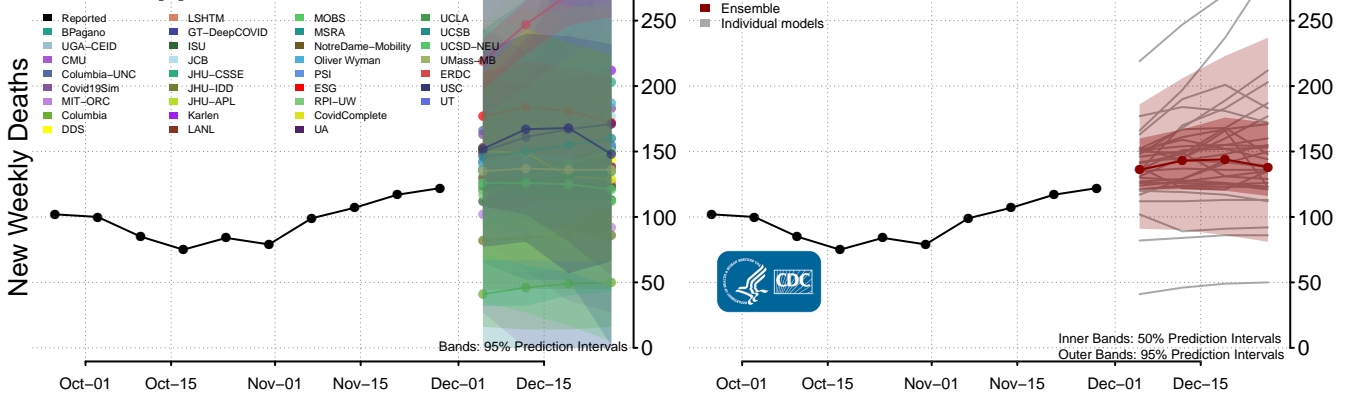 Reported
BPagano
UGA−CEID
CMU
Columbia−UNC
Covid19Sim
MIT−ORC
Columbia
DDS
LSHTM
GT−DeepCOVID
ISU
JCB
JHU−CSSE
JHU−IDD
JHU−APL
Karlen
LANL
MOBS
MSRA
NotreDame−Mobility
Oliver Wyman
PSI
ESG
RPI−UW
CovidComplete
UA
UCLA
UCSB
UCSD−NEU
UMass−MB
ERDC
USC
UT
New Weekly Deaths
250
200
150
100
50
0
Bands: 95% Prediction Intervals
Oct−01
Oct−15
Nov−01
Nov−15
Dec−01
Dec−15
Ensemble
Individual models
250
200
150
100
50
0
CDC
Inner Bands: 50% Prediction Intervals
Outer Bands: 95% Prediction Intervals
Oct−01
Oct−15
Nov−01
Nov−15
Dec−01
Dec−15